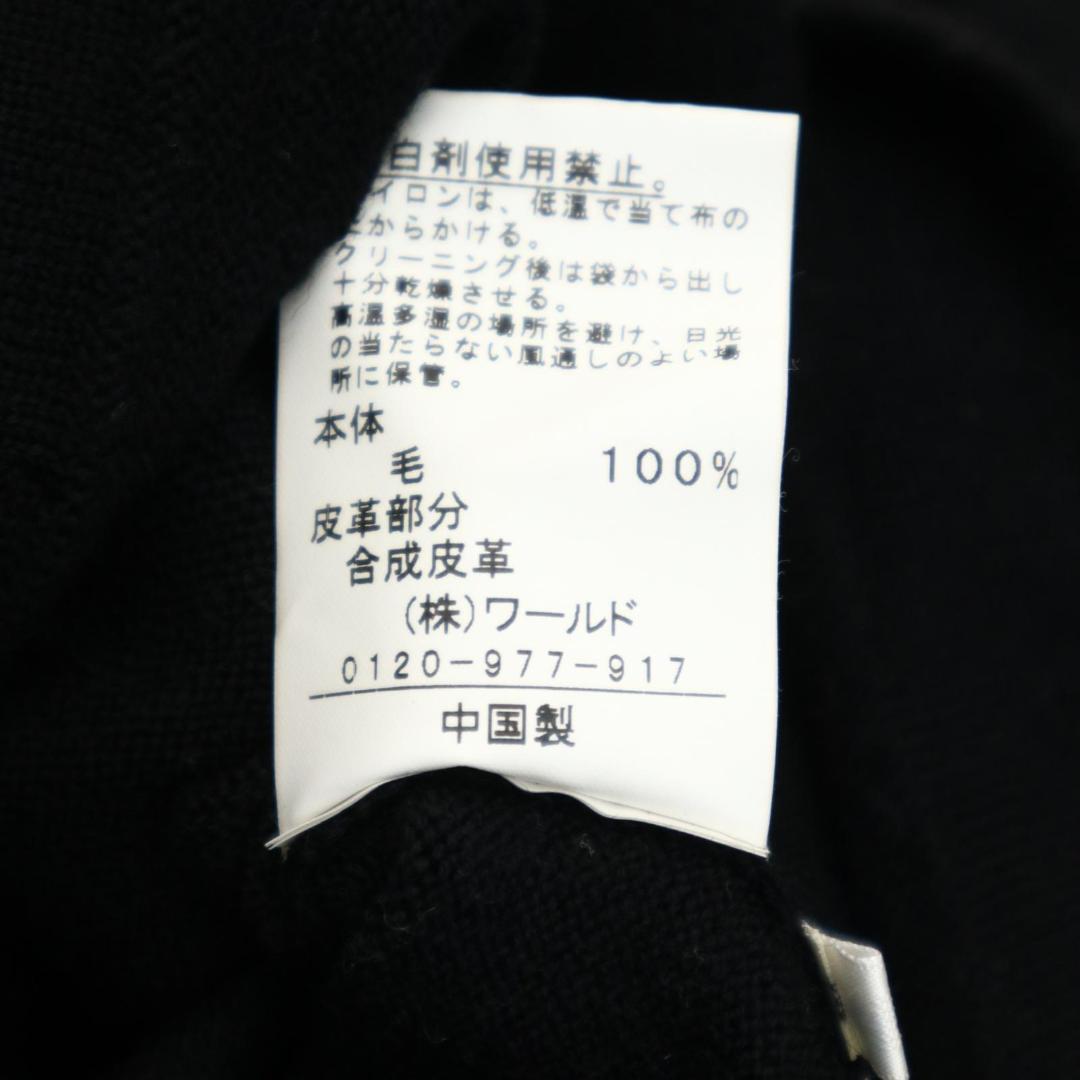 白剤使用禁止。
イロンは、低温で当て布の
からかける。
クリーニング後は袋から出し
十分乾燥させる。
高温多湿の場所を避け、日光
の当たらない風通しのよい場
所に保管。
本体
毛 100%
皮革部分
合成皮革
(株)ワールド
0120-977-917
中国製